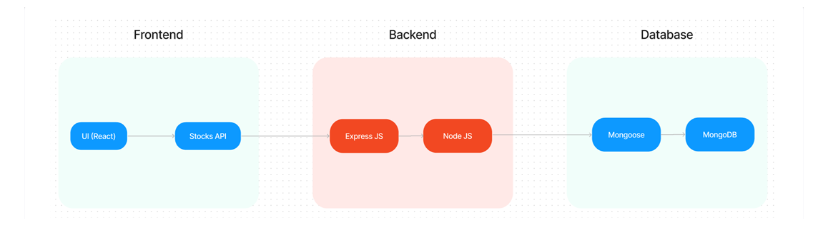 Frontend
Backend
Database
UI (React)
Stocks API
Express JS
Node JS
Mongoose
MongoDB